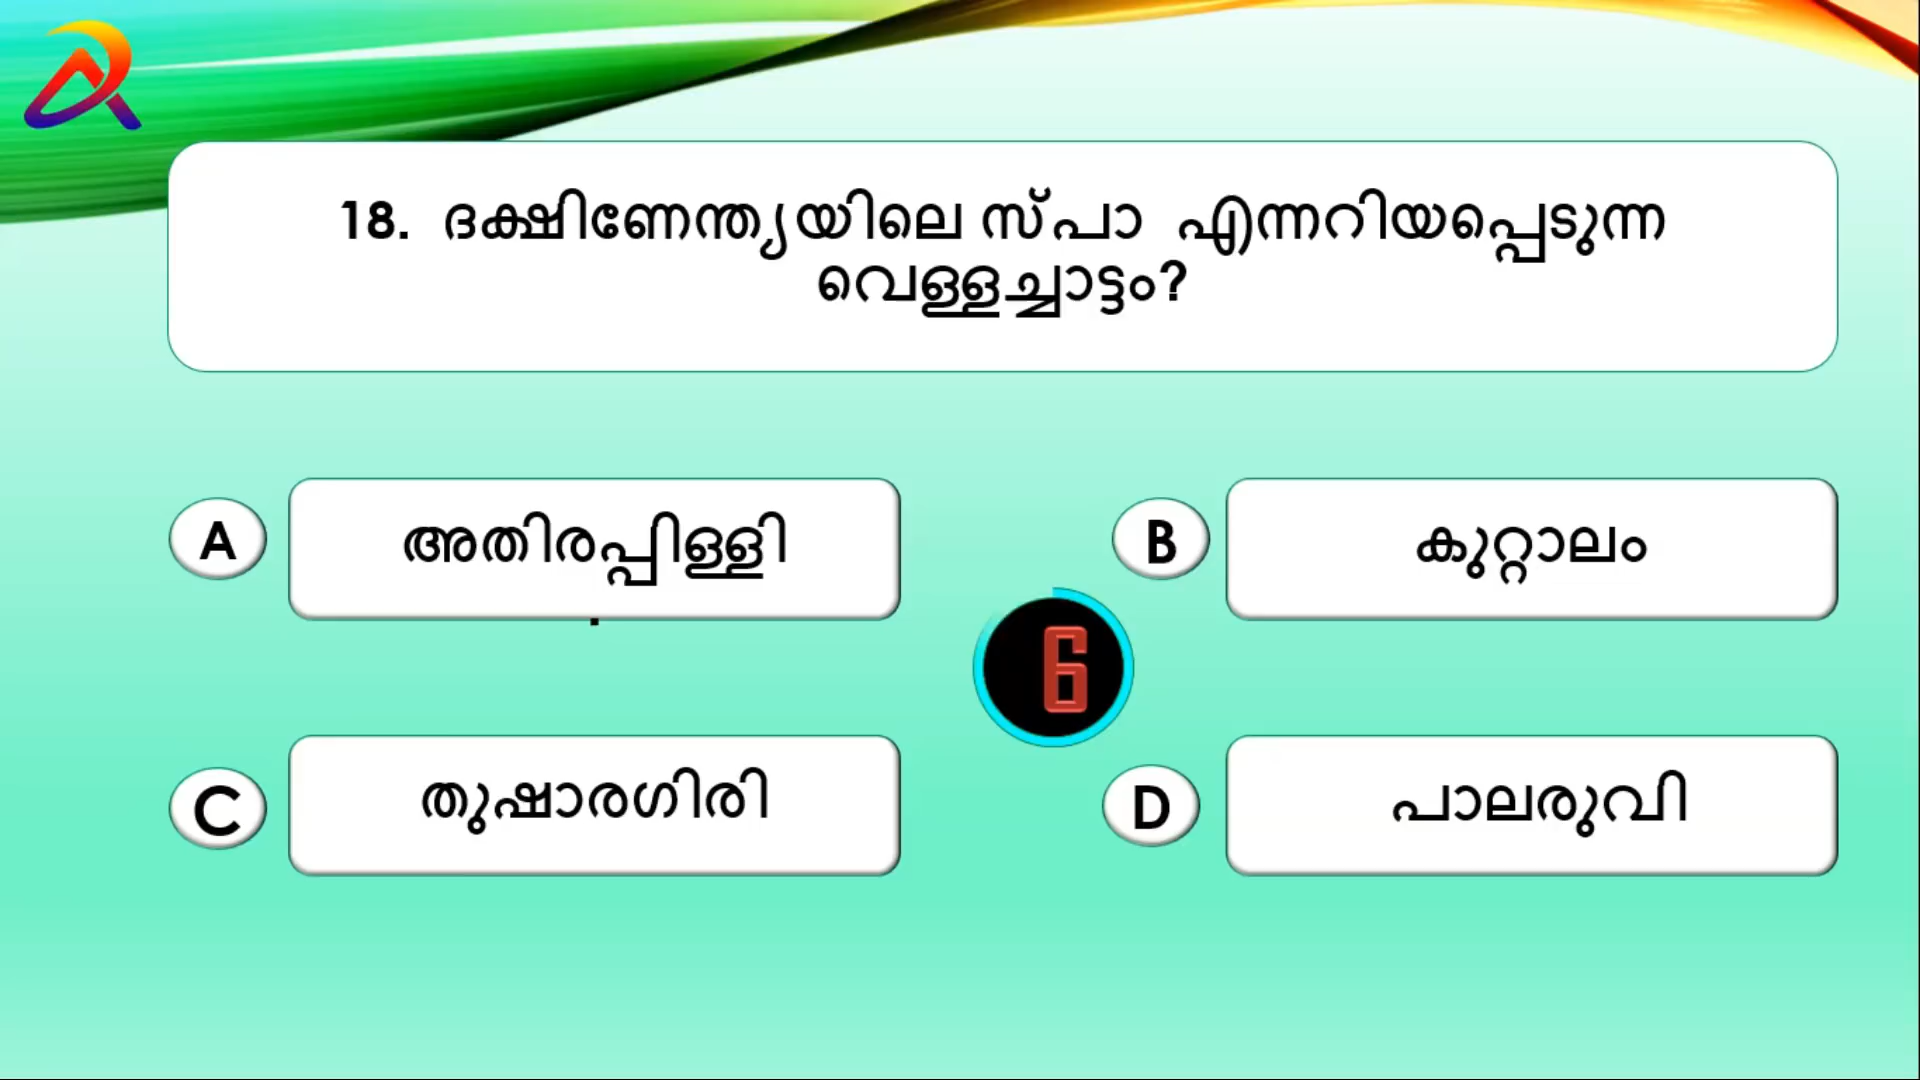 18. ദക്ഷിണേന്ത്യയിലെ സ്പാ എന്നറിയപ്പെടുന്ന
വെള്ളച്ചാട്ടം?
A അതിരപ്പിള്ളി
B കുറ്റാലം
6
C തുഷാരഗിരി
D പാലരുവി